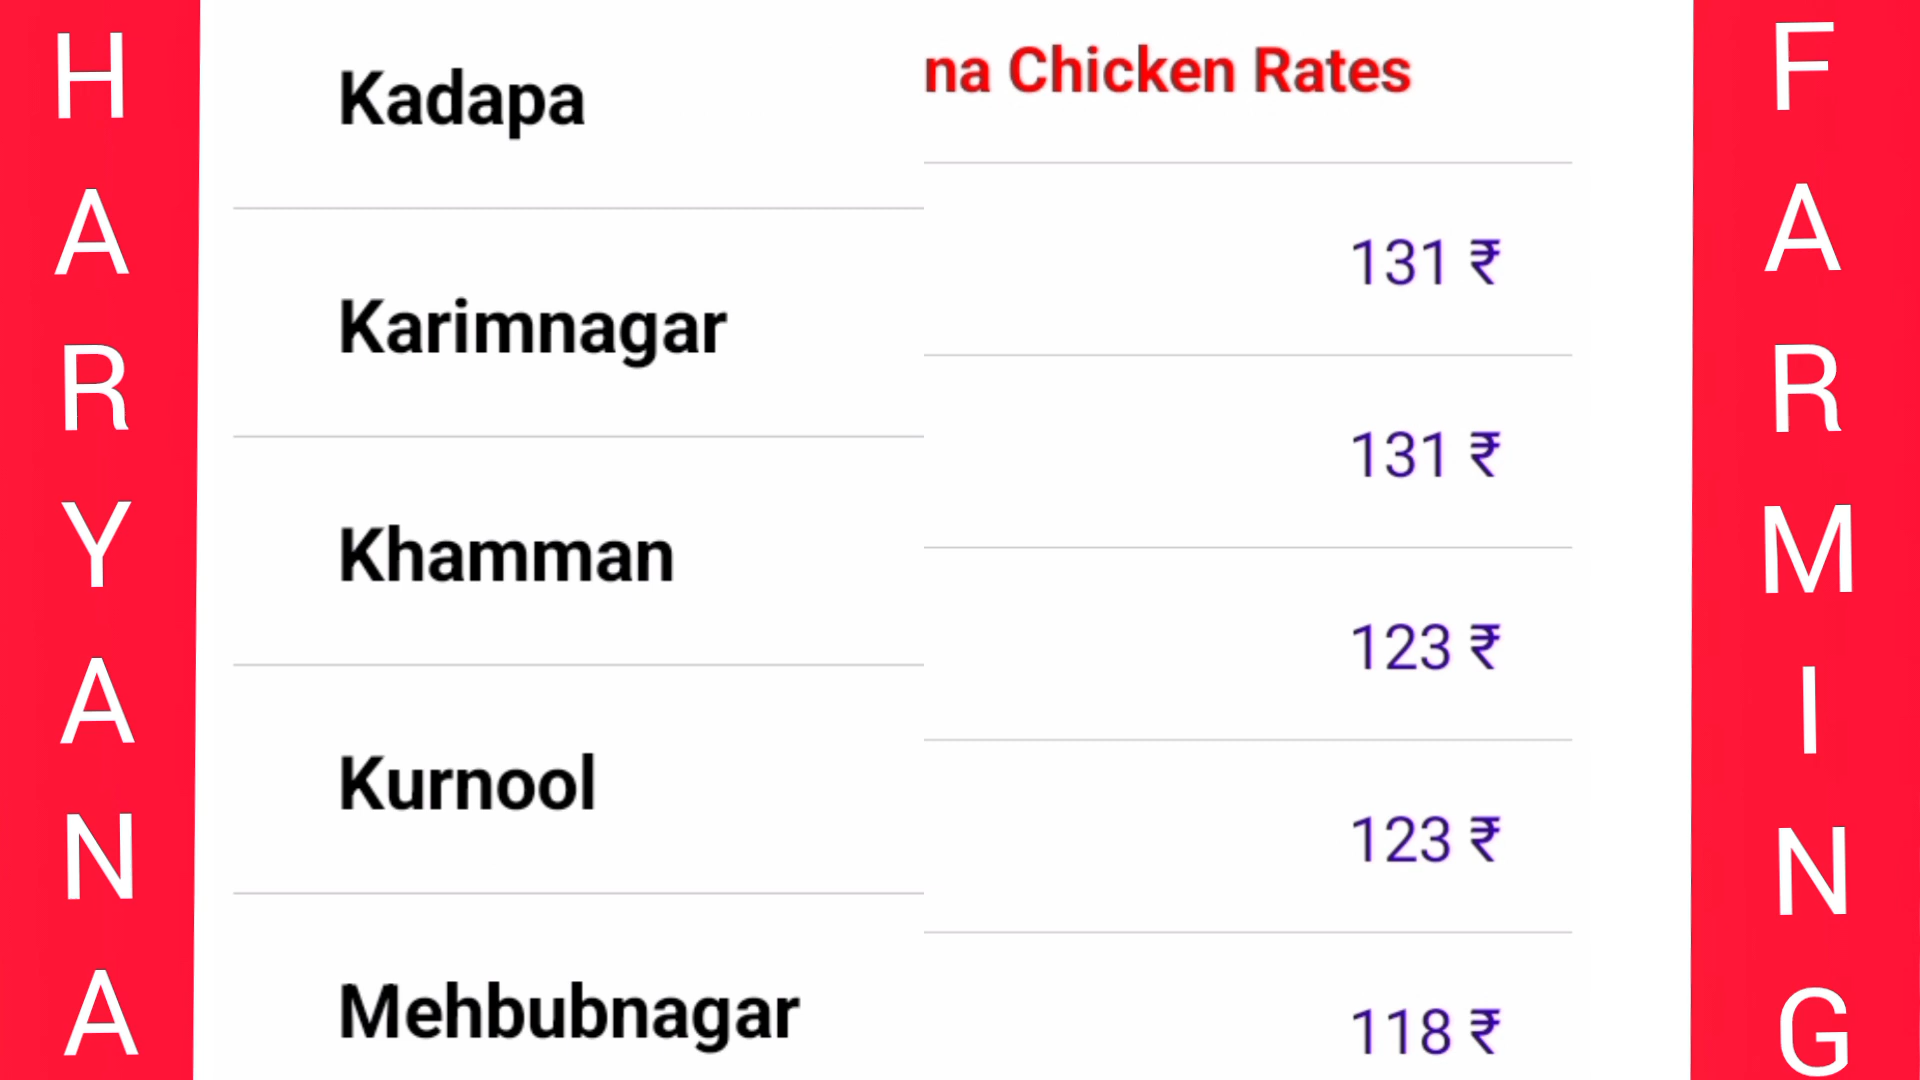 HARYANA
Kadapa
Karimnagar
Khamman
Kurnool
Mehbubnagar
na Chicken Rates
131 ₹
131 ₹
123 ₹
123 ₹
118 ₹
FARMING